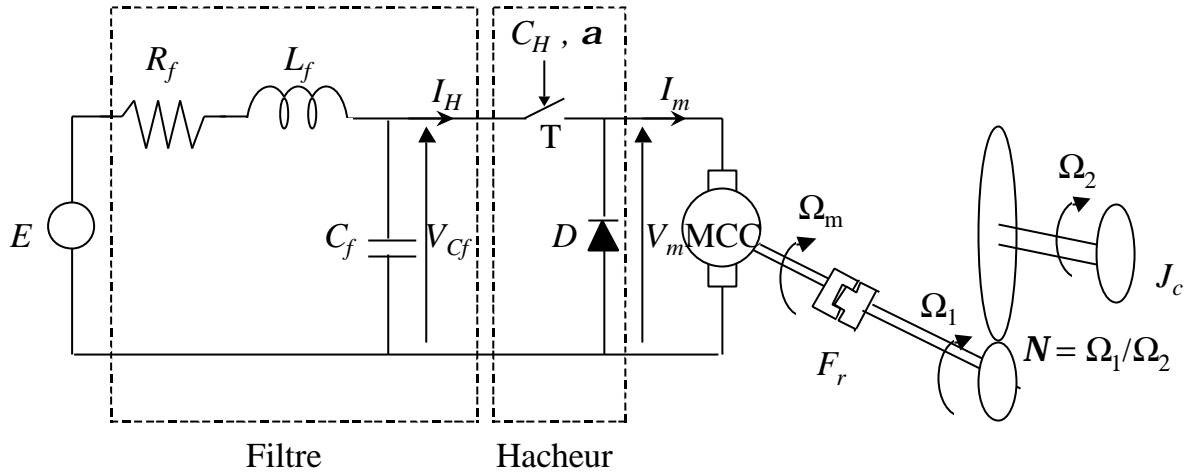 C_H , a
R_f
L_f
I_H
I_m
T
E
C_f
V_Cf
D
V_m
MCC
Ω_m
Ω_1
Ω_2
J_c
F_r
N = Ω_1/Ω_2
Filtre
Hacheur